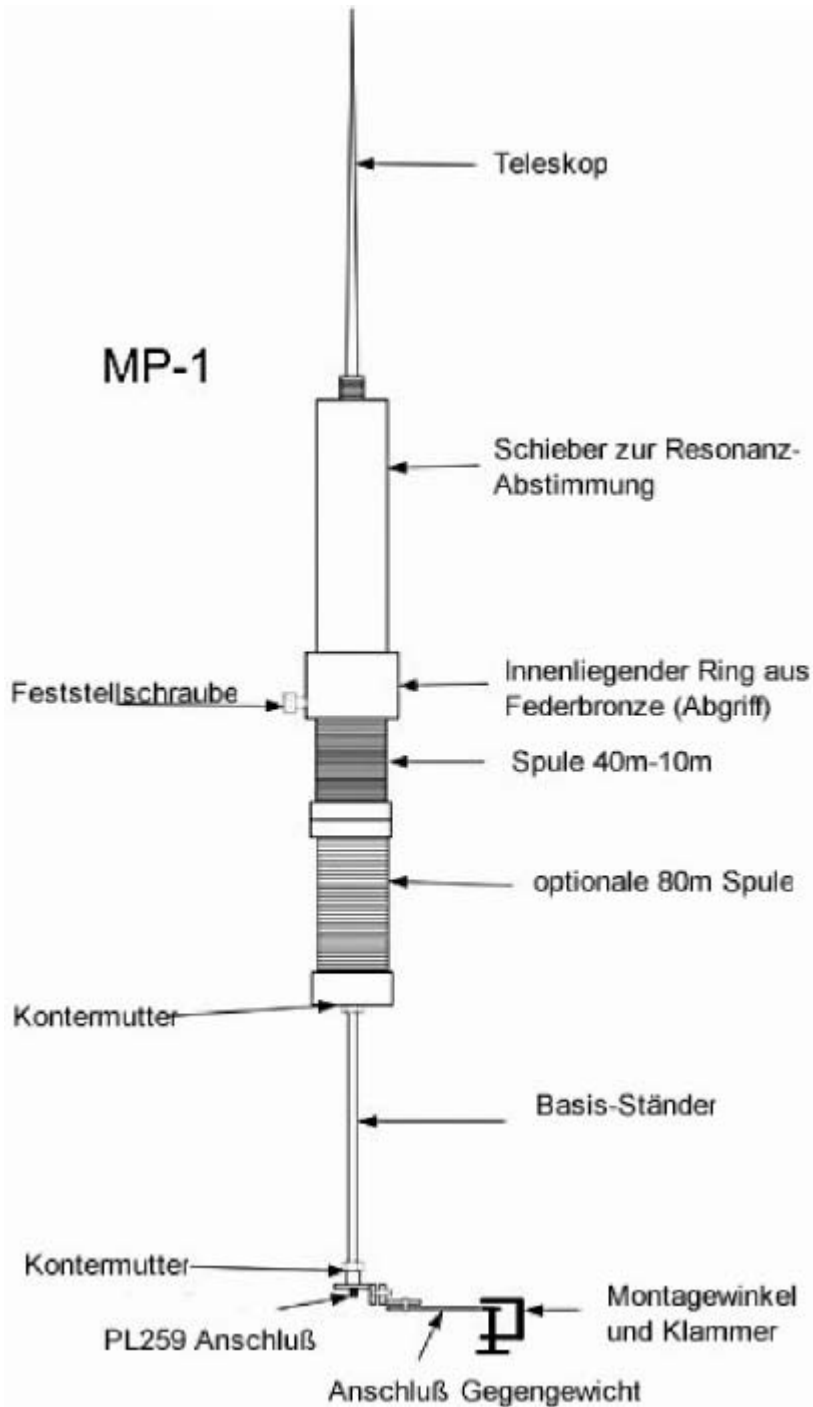 Teleskop
MP-1
Schieber zur Resonanz-
Abstimmung
Innenliegender Ring aus
Federbronze (Abgriff)
Feststellschraube
Spule 40m-10m
optionale 80m Spule
Kontermutter
Basis-Ständer
Kontermutter
Montagewinkel
und Klammer
PL259 Anschluß
Anschluß Gegengewicht